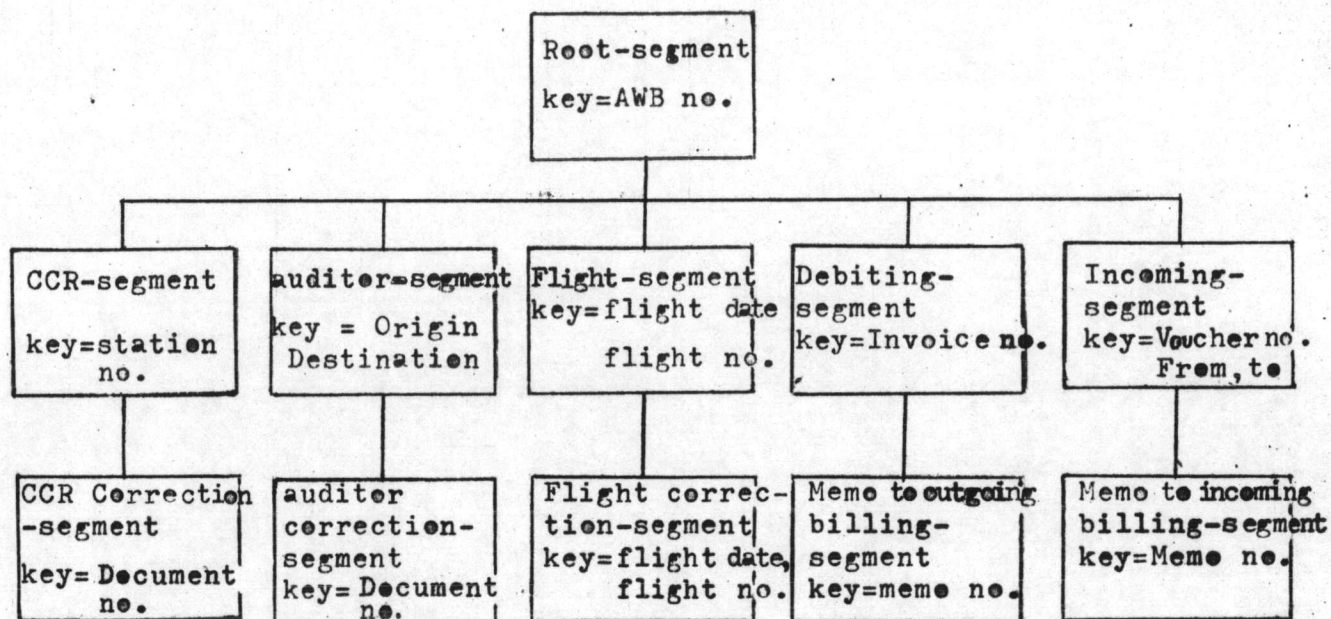 Root-segment
key=AWB no.
CCR-segment
key=station
no.
auditor-segment
key = Origin
Destination
Flight-segment
key=flight date
flight no.
Debiting-
segment
key=Invoice no.
Incoming-
segment
key=Voucher no.
From, to
CCR Correction
-segment
key=Document
no.
auditor
correction-
segment
key=Document
no.
Flight correc-
tion-segment
key=flight date,
flight no.
Memo to outgoing
billing-
segment
key=memo no.
Memo to incoming
billing-segment
key=Memo no.